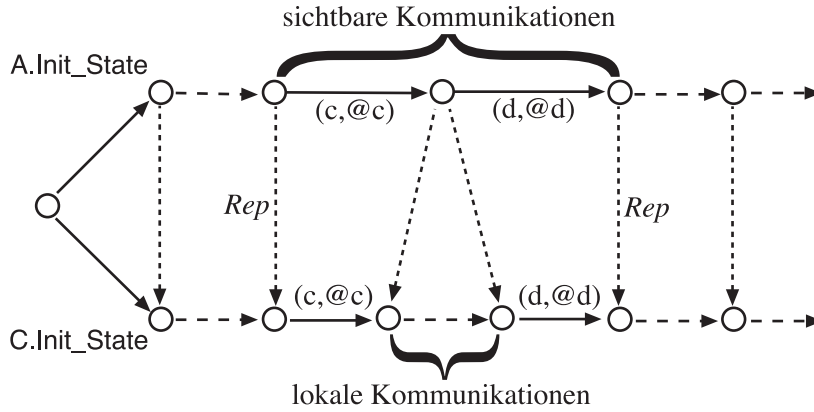 sichtbare Kommunikationen
A.Init_State
(c,@c)
(d,@d)
Rep
Rep
(c,@c)
(d,@d)
C.Init_State
lokale Kommunikationen